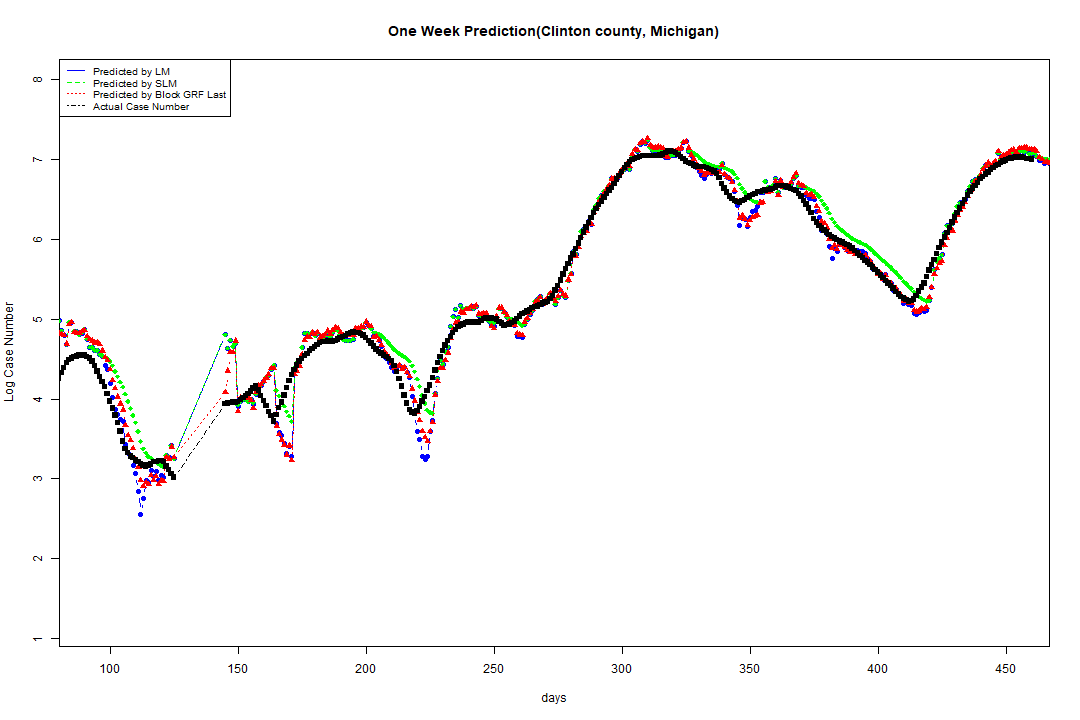 One Week Prediction(Clinton county, Michigan)
Predicted by LM
Predicted by SLM
Predicted by Block GRF Last
Actual Case Number
Log Case Number
8
7
6
5
4
3
2
1
100 150 200 250 300 350 400 450
days